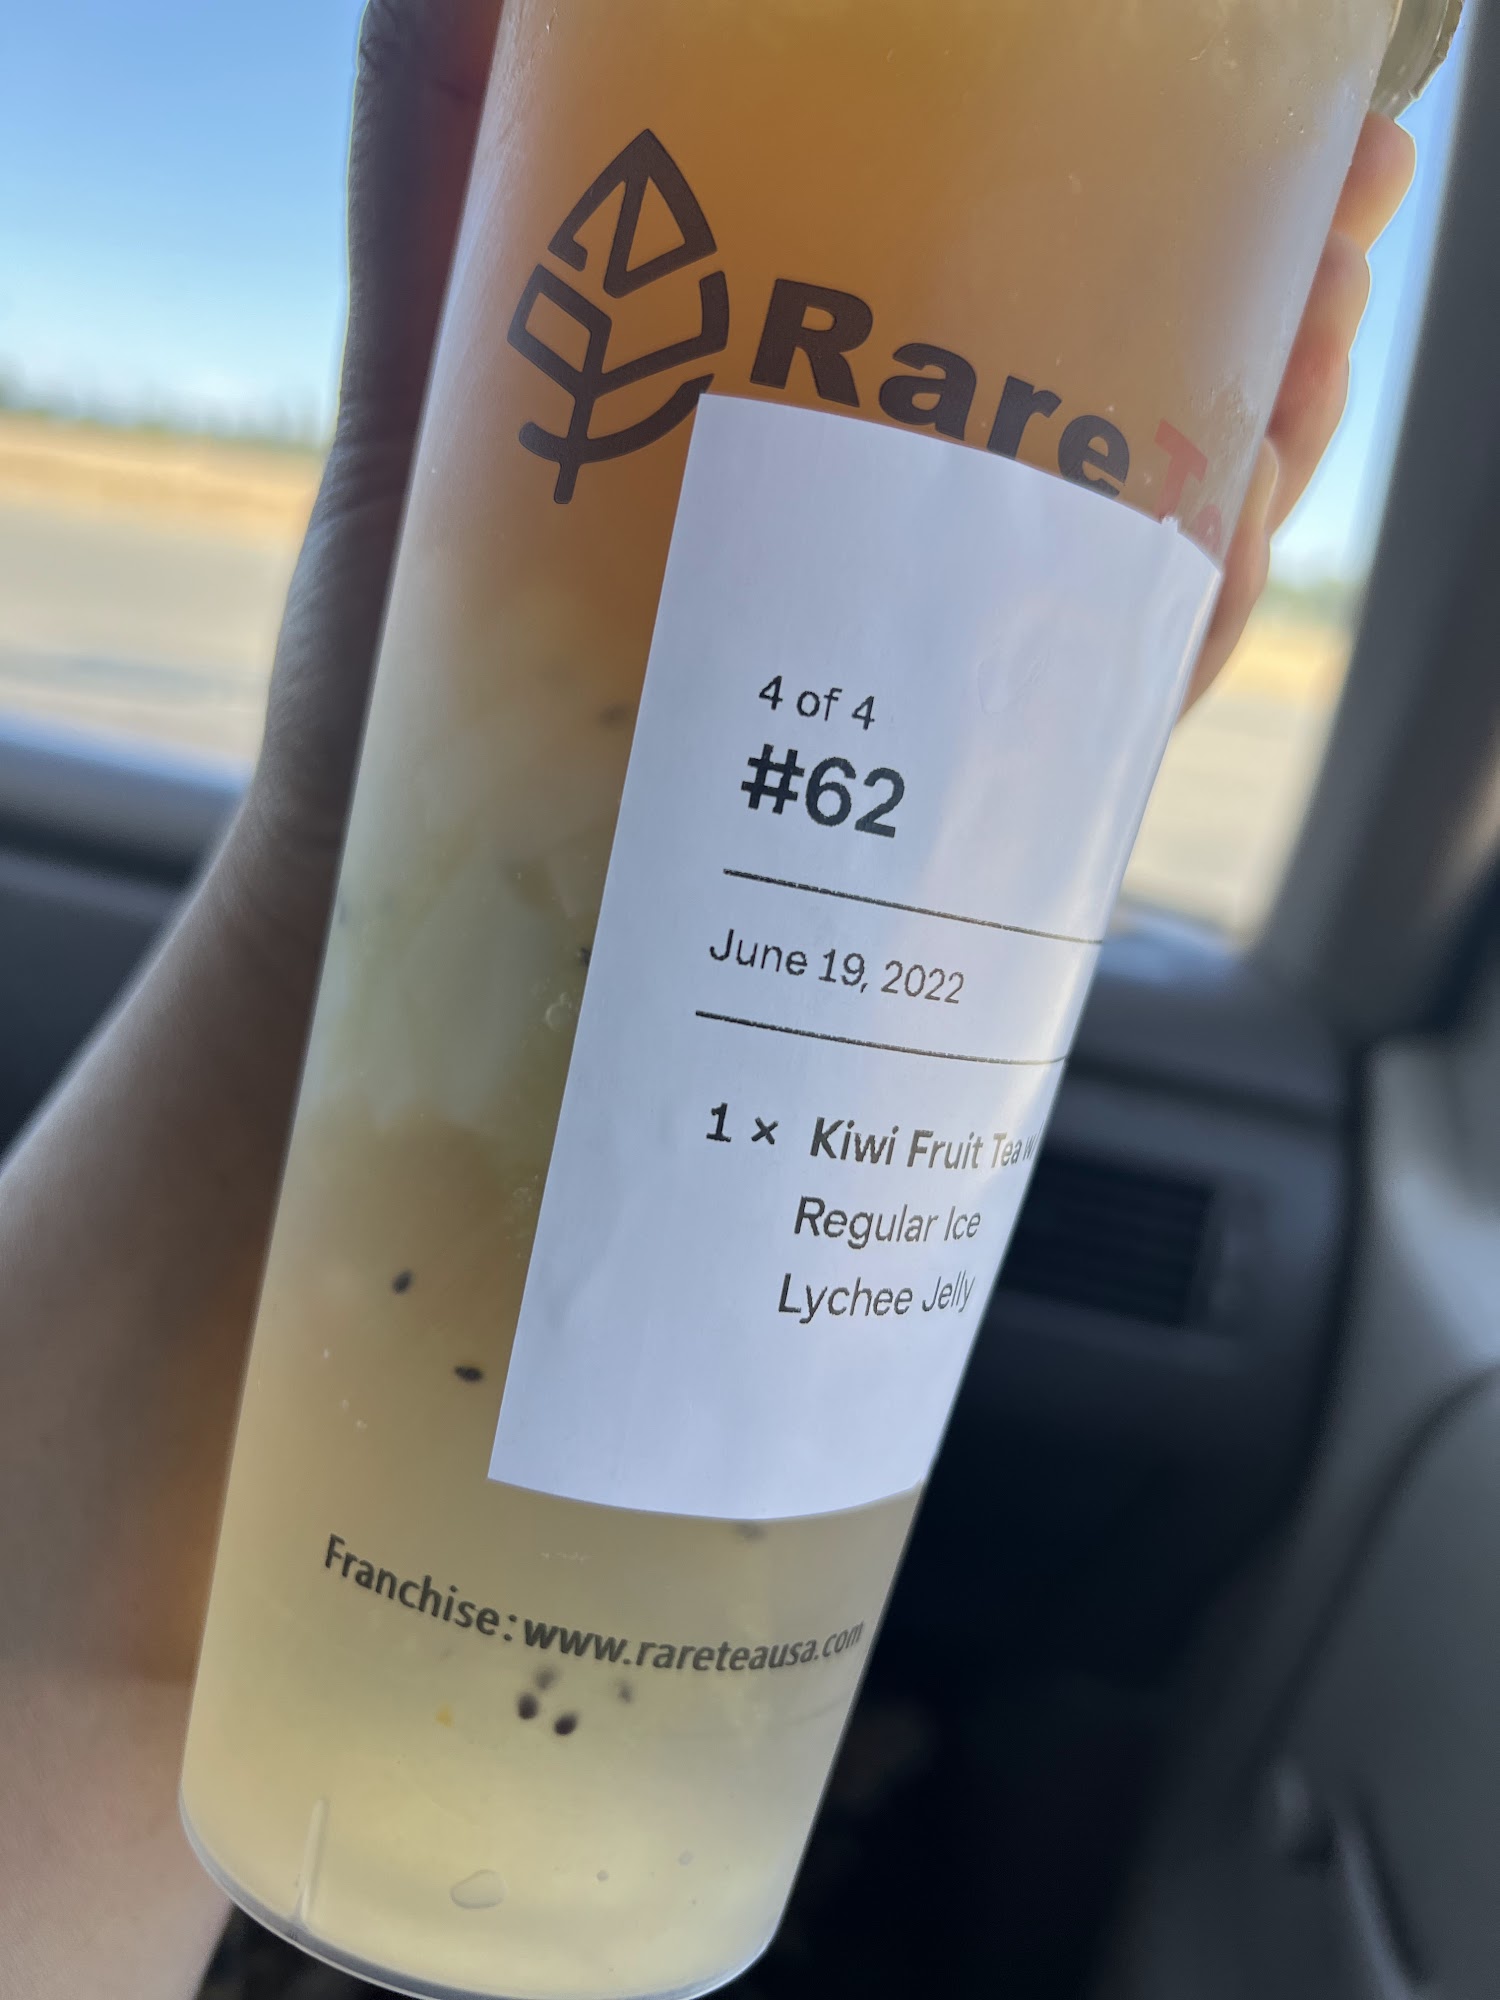 Rare Te
4 of 4
#62
June 19, 2022
1 × Kiwi Fruit Tea w/
Regular Ice
Lychee Jelly
Franchise:www.rareteausa.com